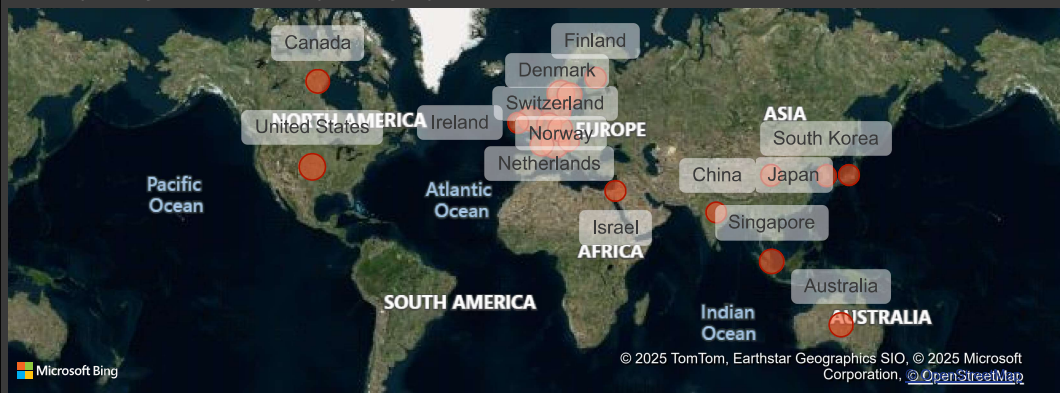 Canada
Finland
Denmark
Switzerland
NORTH AMERICA
United States
Ireland
Norway
EUROPE
ASIA
South Korea
Netherlands
China
Japan
Pacific
Ocean
Atlantic
Ocean
Israel
Singapore
AFRICA
Australia
SOUTH AMERICA
Indian
Ocean
AUSTRALIA
Microsoft Bing
© 2025 TomTom, Earthstar Geographics SIO, © 2025 Microsoft
Corporation, © OpenStreetMap